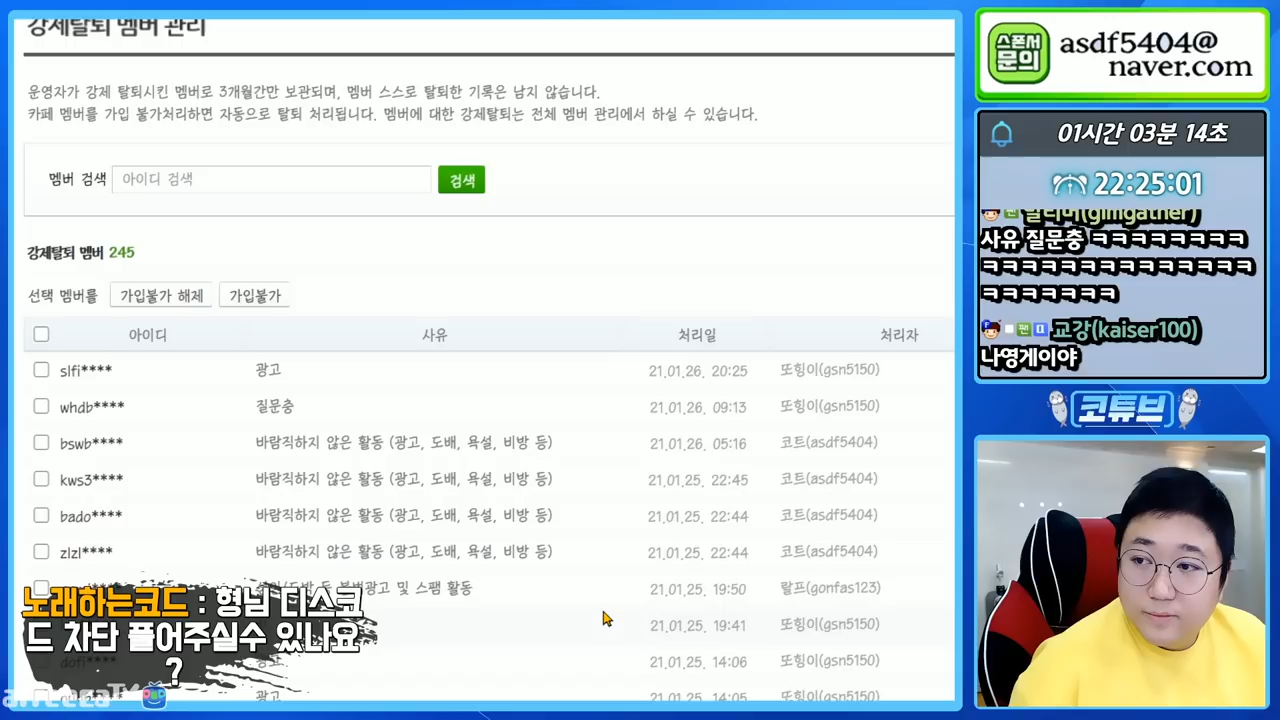 강제탈퇴 멤버 관리
운영자가 강제 탈퇴시킨 멤버로 3개월간만 보관되며, 멤버 스스로 탈퇴한 기록은 남지 않습니다.
카페 멤버를 가입 불가처리하면 자동으로 탈퇴 처리됩니다. 멤버에 대한 강제탈퇴는 전체 멤버 관리에서 하실 수 있습니다.
멤버 검색 아이디 검색 검색
강제탈퇴 멤버 245
선택 멤버를 가입불가 해제 가입불가
아이디 사유 처리일 처리자
slfi**** 광고 21.01.26. 20:25 또힝이(gsn5150)
whdb**** 질문충 21.01.26. 09:13 또힝이(gsn5150)
bswb**** 바람직하지 않은 활동 (광고, 도배, 욕설, 비방 등) 21.01.26. 05:16 코트(asdf5404)
kws3**** 바람직하지 않은 활동 (광고, 도배, 욕설, 비방 등) 21.01.25. 22:45 코트(asdf5404)
bado**** 바람직하지 않은 활동 (광고, 도배, 욕설, 비방 등) 21.01.25. 22:44 코트(asdf5404)
zlzl**** 바람직하지 않은 활동 (광고, 도배, 욕설, 비방 등) 21.01.25. 22:44 코트(asdf5404)
불법광고 및 스팸 활동 21.01.25. 19:50 랄프(gonfas123)
21.01.25. 19:41 또힝이(gsn5150)
dofi**** 광고 21.01.25. 14:06 또힝이(gsn5150)
광고 21.01.25. 14:05 또힝이(gsn5150)
노래하는코드 : 형님 디스코
드 차단 풀어주실수 있나요
?
afreecaTV
스폰서
문의
asdf5404@
naver.com
01시간 03분 14초
22:25:01
(gimgather)
사유 질문충 ㅋㅋㅋㅋㅋㅋㅋㅋ
ㅋㅋㅋㅋㅋㅋㅋㅋㅋㅋㅋㅋㅋㅋ
ㅋㅋㅋㅋㅋㅋㅋ
팬 교강(kaiser100)
나영게이야
코튜브